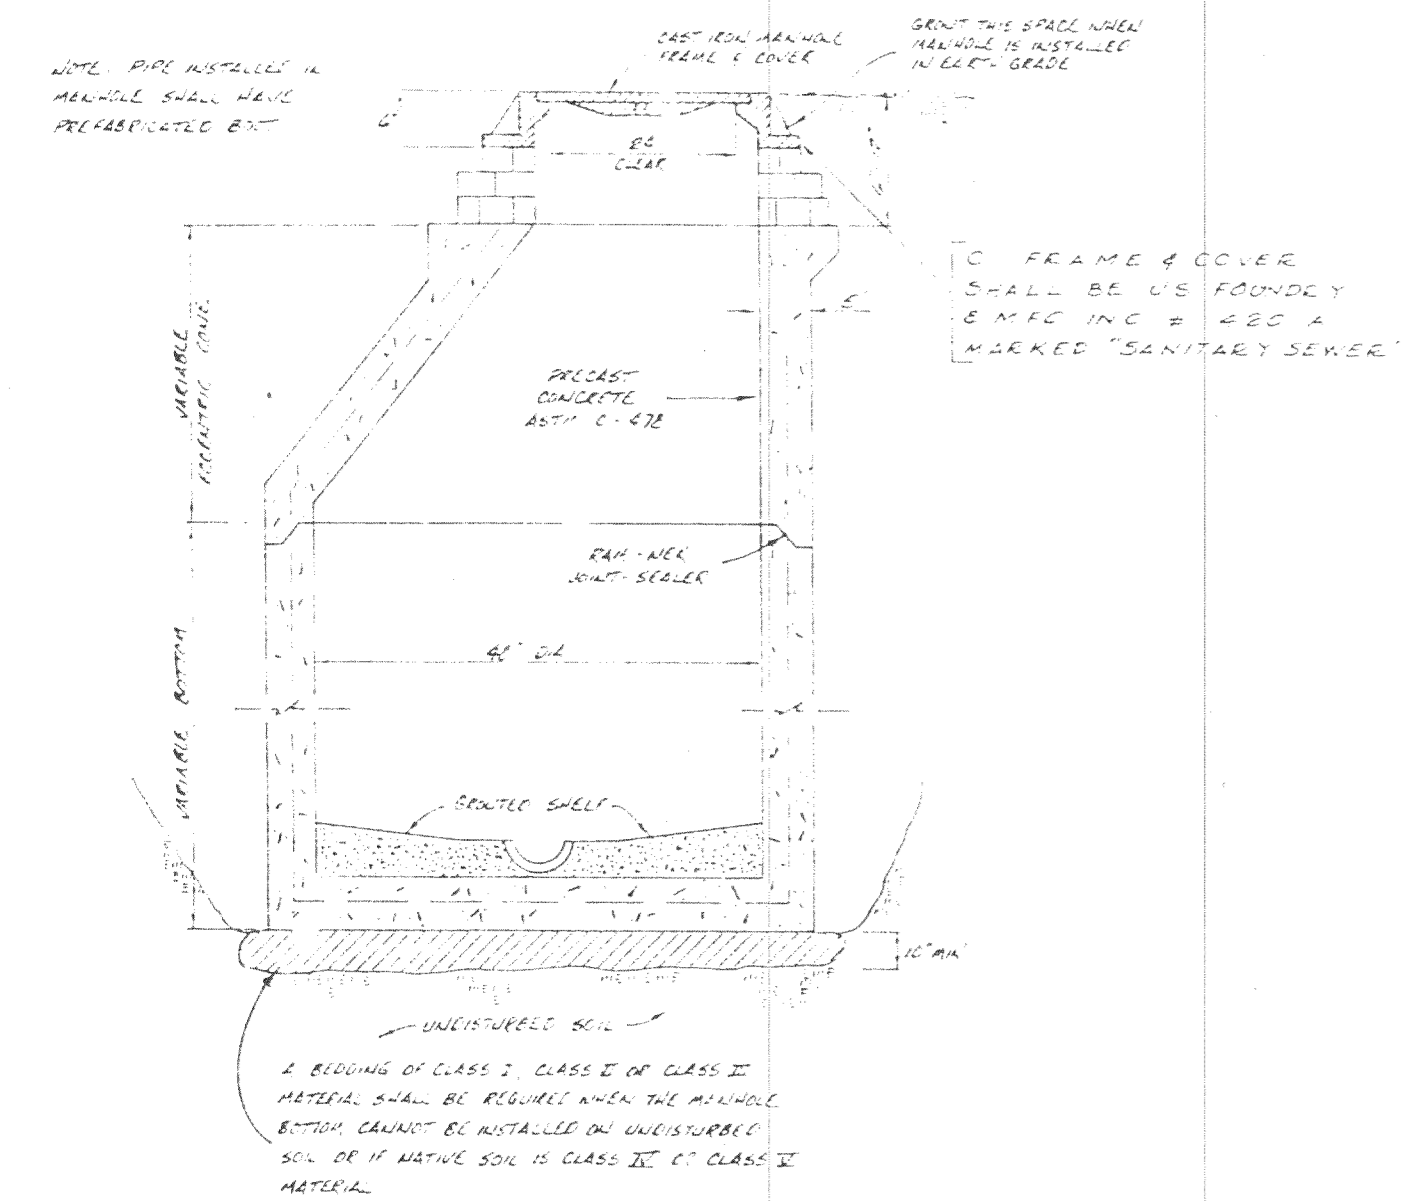 NOTE: PIPE INSTALLED IN
MANHOLE SHALL HAVE
PREFABRICATED
CAST IRON MANHOLE
FRAME & COVER
GROUT THIS SPACE WHEN
MANHOLE IS INSTALLED
IN EARTH GRADE
6"
CLEAR
C FRAME & COVER
SHALL BE US FOUNDRY
& MFG INC # 420 A
MARKED "SANITARY SEWER"
VARIABLE
ECCENTRIC CONE
PRECAST
CONCRETE
ASTM C-478
5"
RAM-NEK
JOINT-SEALER
48" DIA
VARIABLE BOTTOM
GROUTED SHELF
10" MIN
UNDISTURBED SOIL
A BEDDING OF CLASS I, CLASS II OR CLASS III
MATERIAL SHALL BE REQUIRED WHEN THE MANHOLE
BOTTOM CANNOT BE INSTALLED ON UNDISTURBED
SOIL OR IF NATIVE SOIL IS CLASS IV OR CLASS V
MATERIAL